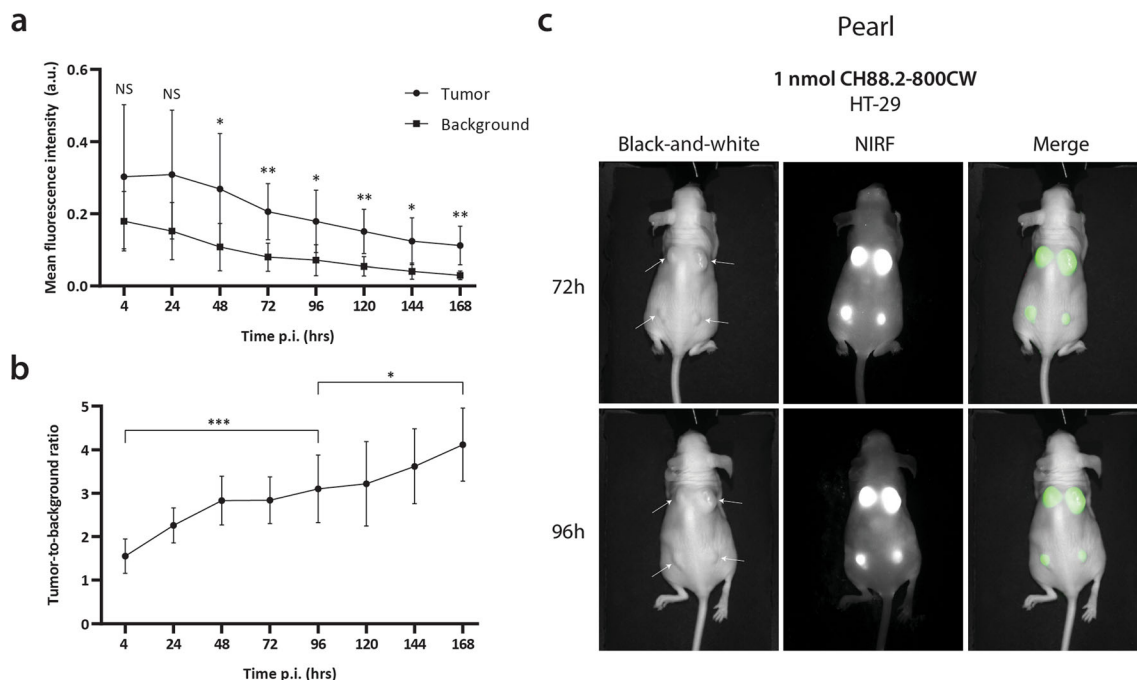 a
Mean fluorescence intensity (a.u.)
0.6
0.4
0.2
0.0
NS
NS
*
**
*
**
*
**
Tumor
Background
4 24 48 72 96 120 144 168
Time p.i. (hrs)
b
Tumor-to-background ratio
5
4
3
2
1
0
***
*
4 24 48 72 96 120 144 168
Time p.i. (hrs)
c
Pearl
1 nmol CH88.2-800CW
HT-29
Black-and-white NIRF Merge
72h
96h